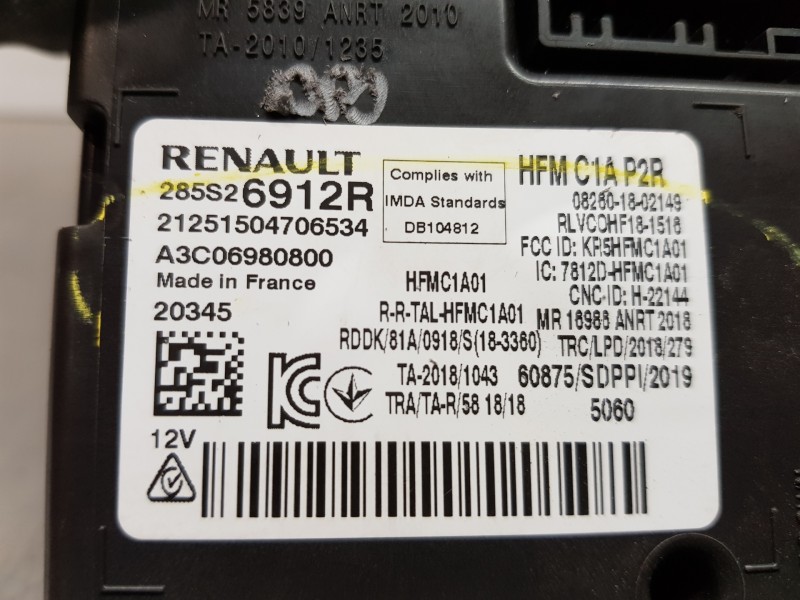 MR 5839 ANRT 2010
TA-2010/1235
RENAULT
285S2 6912R
21251504706534
A3C06980800
Made in France
20345
12V
Complies with
IMDA Standards
DB104812
HFM C1A P2R
08260-18-02149
RLVCOHF18-1516
FCC ID: KR5HFMC1A01
IC: 7812D-HFMC1A01
CNC-ID: H-22144
HFMC1A01
R-R-TAL-HFMC1A01
MR 16986 ANRT 2018
RDDK/81A/0918/S(18-3360)
TRC/LPD/2018/279
TA-2018/1043
60875/SDPPI/2019
TRA/TA-R/58 18/18
5060